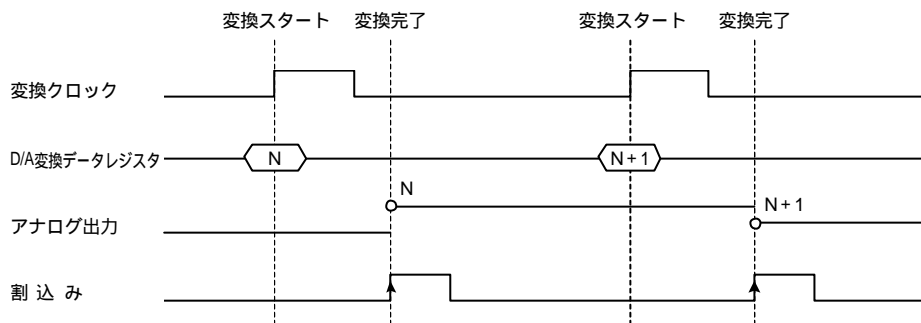 変換スタート 変換完了 変換スタート 変換完了
変換クロック
D/A変換データレジスタ N N+1
N N+1
アナログ出力
割込み